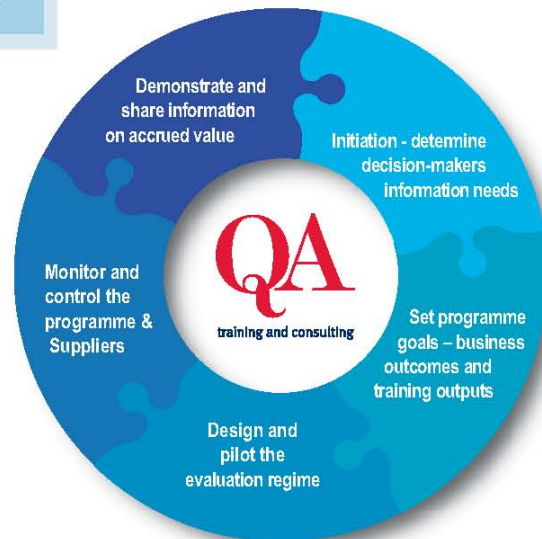 Demonstrate and
share information
on accrued value
Initiation - determine
decision-makers
information needs
Set programme
goals – business
outcomes and
training outputs
Design and
pilot the
evaluation regime
Monitor and
control the
programme &
Suppliers
QA
training and consulting